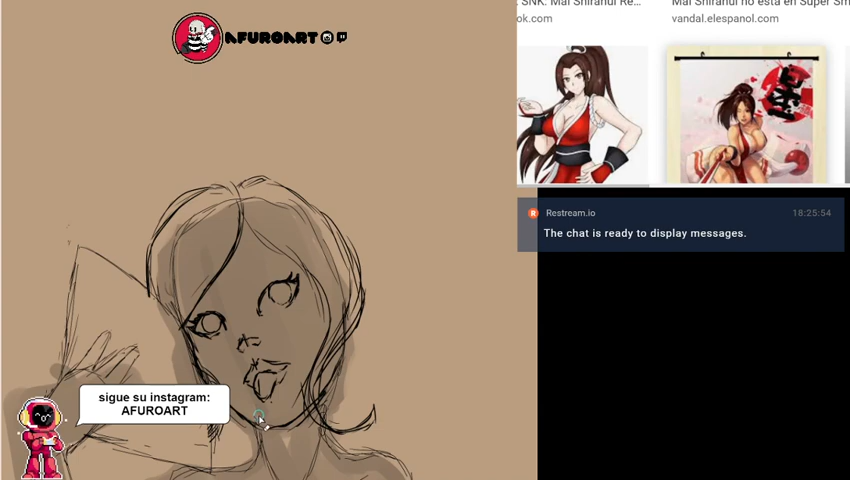 AFUROART
. SNK. Mai Shiranui Re...
ok.com
Mai Shiranui no está en Super Sm
vandal.elespanol.com
Restream.io
18:25:54
The chat is ready to display messages.
sigue su instagram:
AFUROART